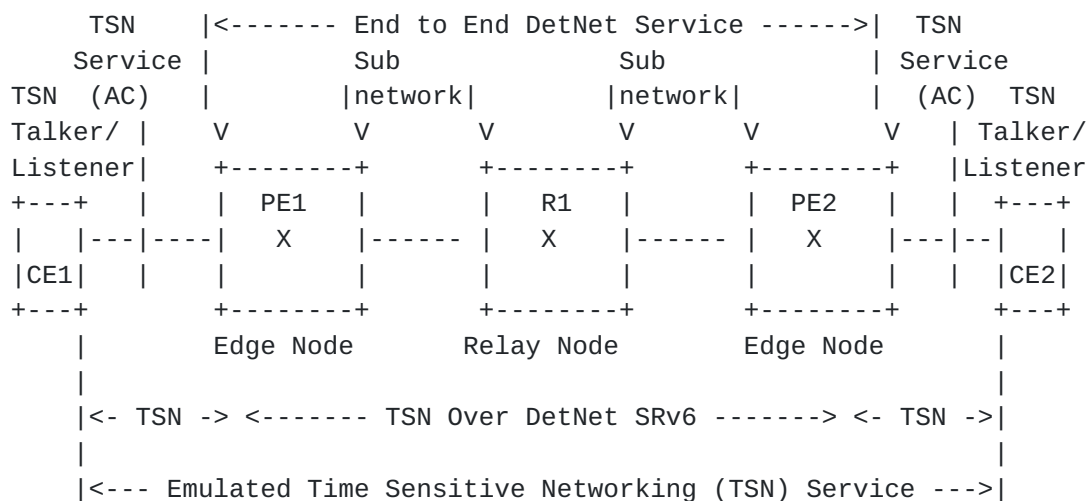 TSN      |<------- End to End DetNet Service ------>|  TSN
    Service |         Sub              Sub             | Service
TSN  (AC)   |        |network|        |network|        |  (AC)  TSN
Talker/ |    V        V       V        V       V        V   | Talker/
Listener|    +--------+       +--------+       +--------+   |Listener
+---+   |    |  PE1   |       |   R1   |       |  PE2   |   |  +---+
|   |---|----|   X    |------ |   X    |------ |   X    |---|--|   |
|CE1|   |    |        |       |        |       |        |   |  |CE2|
+---+        +--------+       +--------+       +--------+      +---+
    |        Edge Node       Relay Node        Edge Node       |
    |                                                          |
    |<- TSN -> <------- TSN Over DetNet SRv6 -------> <- TSN ->|
    |                                                          |
    |<--- Emulated Time Sensitive Networking (TSN) Service --->|